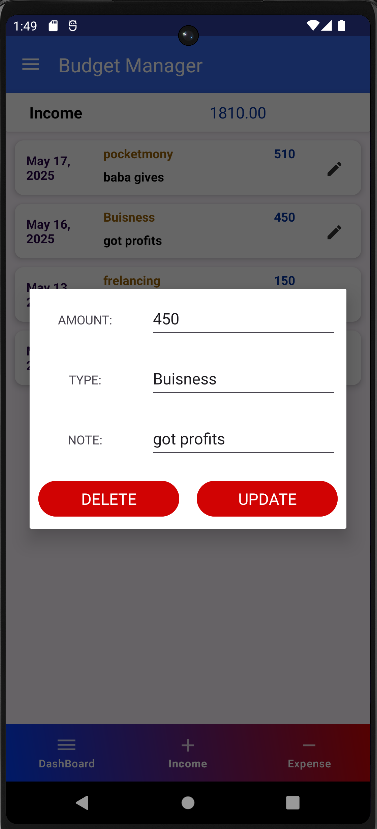 1:49
Budget Manager
Income 1810.00
May 17, 2025
pocketmony 510
baba gives
May 16, 2025
Buisness 450
got profits
May 13,
frelancing 150
AMOUNT: 450
TYPE: Buisness
NOTE: got profits
DELETE UPDATE
DashBoard Income Expense